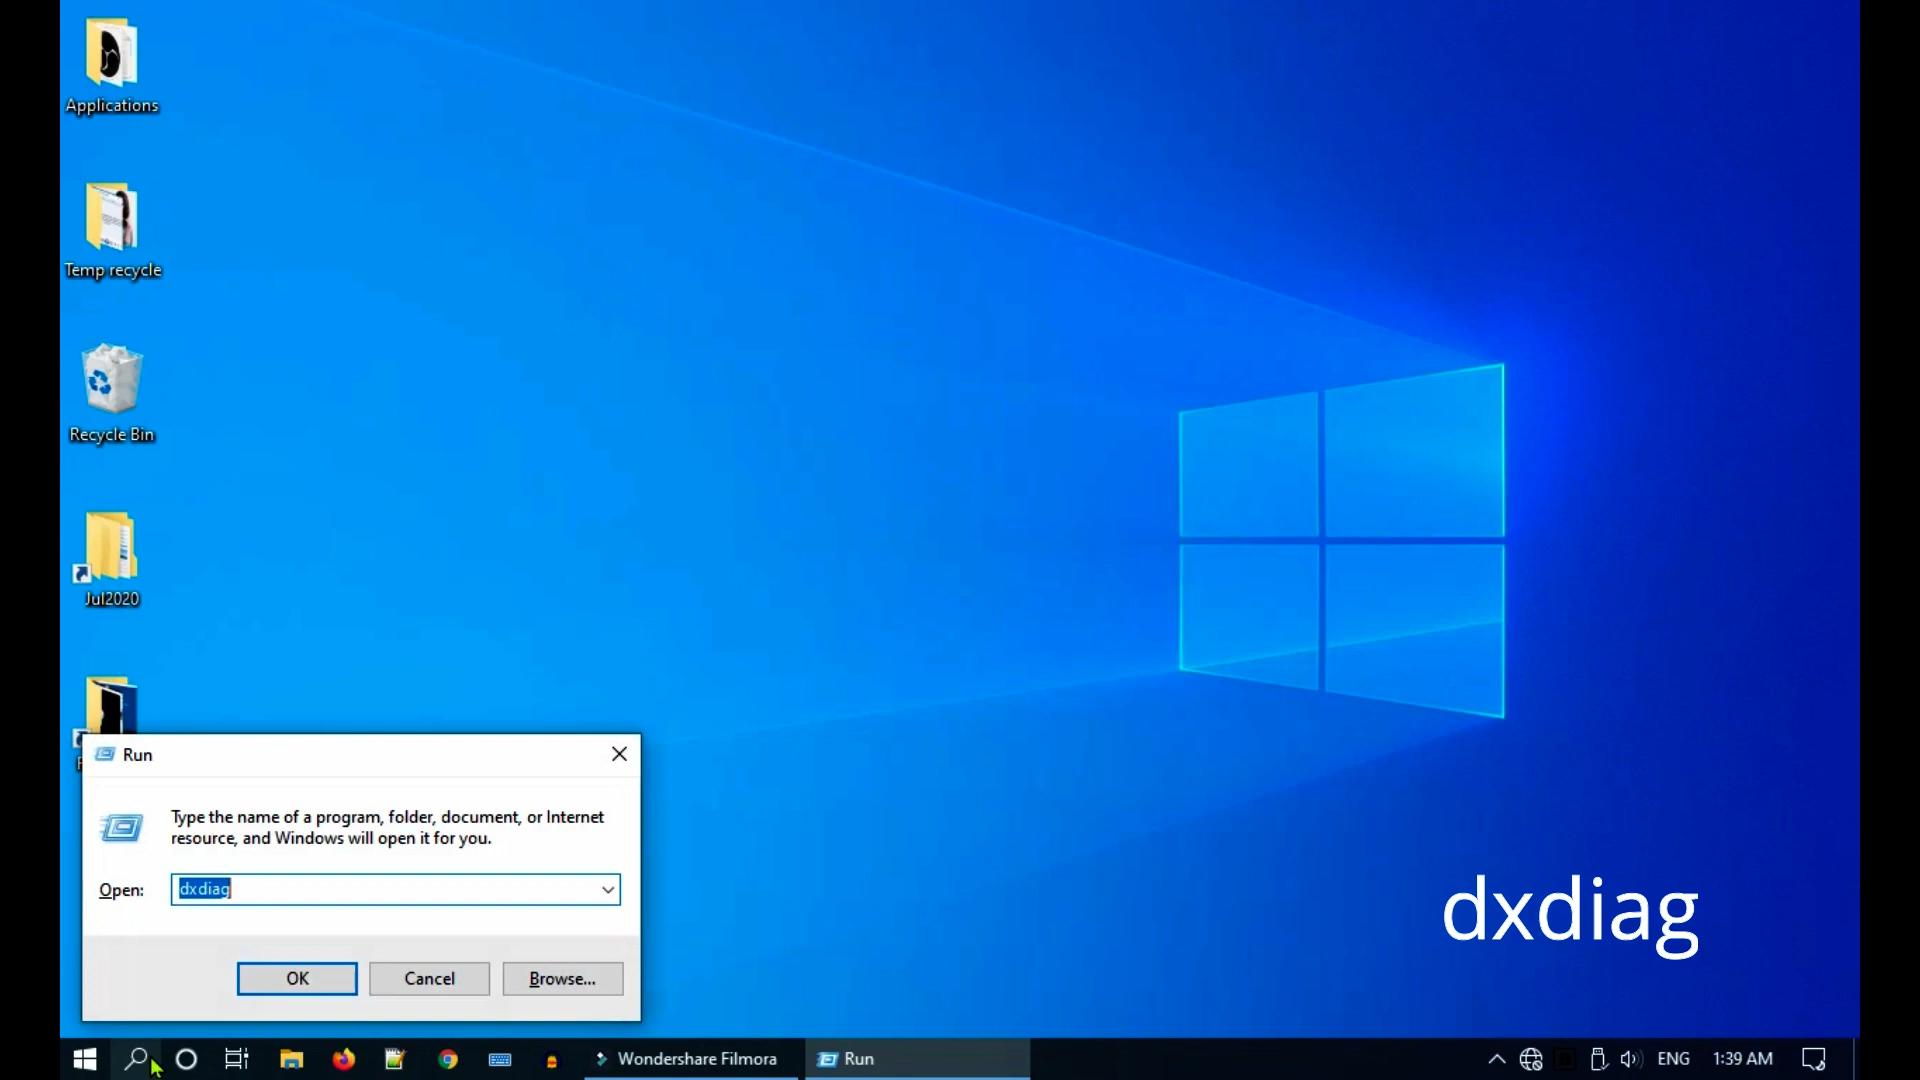 Applications
Temp recycle
Recycle Bin
Jul2020
Run
Type the name of a program, folder, document, or Internet
resource, and Windows will open it for you.
Open:
dxdiag
OK
Cancel
Browse...
dxdiag
Wondershare Filmora
Run
ENG
1:39 AM